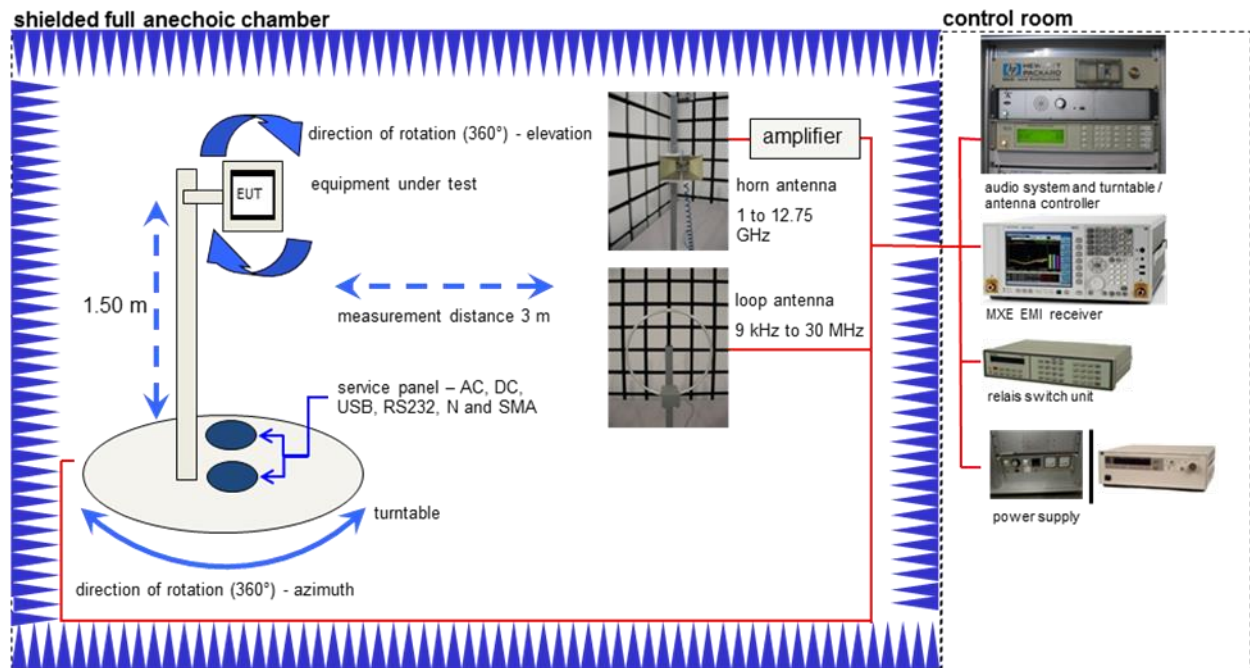 shielded full anechoic chamber
control room
direction of rotation (360°) - elevation
EUT
equipment under test
1.50 m
measurement distance 3 m
service panel – AC, DC,
USB, RS232, N and SMA
turntable
direction of rotation (360°) - azimuth
amplifier
horn antenna
1 to 12.75
GHz
loop antenna
9 kHz to 30 MHz
hp
HEWLETT
PACKARD
audio system and turntable /
antenna controller
MXE EMI receiver
relais switch unit
power supply